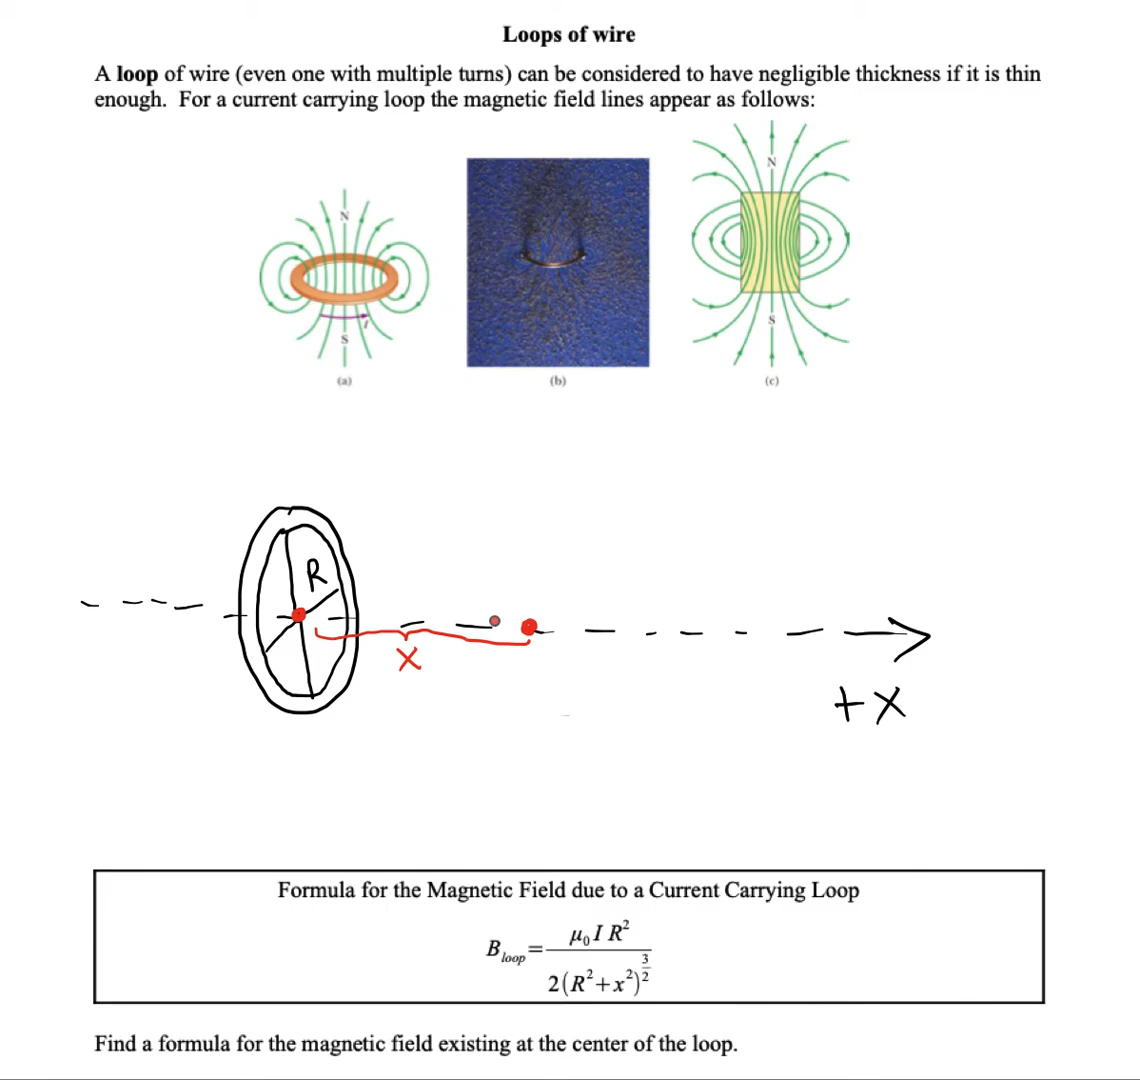 Loops of wire
A loop of wire (even one with multiple turns) can be considered to have negligible thickness if it is thin
enough. For a current carrying loop the magnetic field lines appear as follows:
N
N
I
S
S
(a)
(b)
(c)
R
X
+X
Formula for the Magnetic Field due to a Current Carrying Loop
B_loop = μ₀ I R² / 2(R²+x²)^(3/2)
Find a formula for the magnetic field existing at the center of the loop.